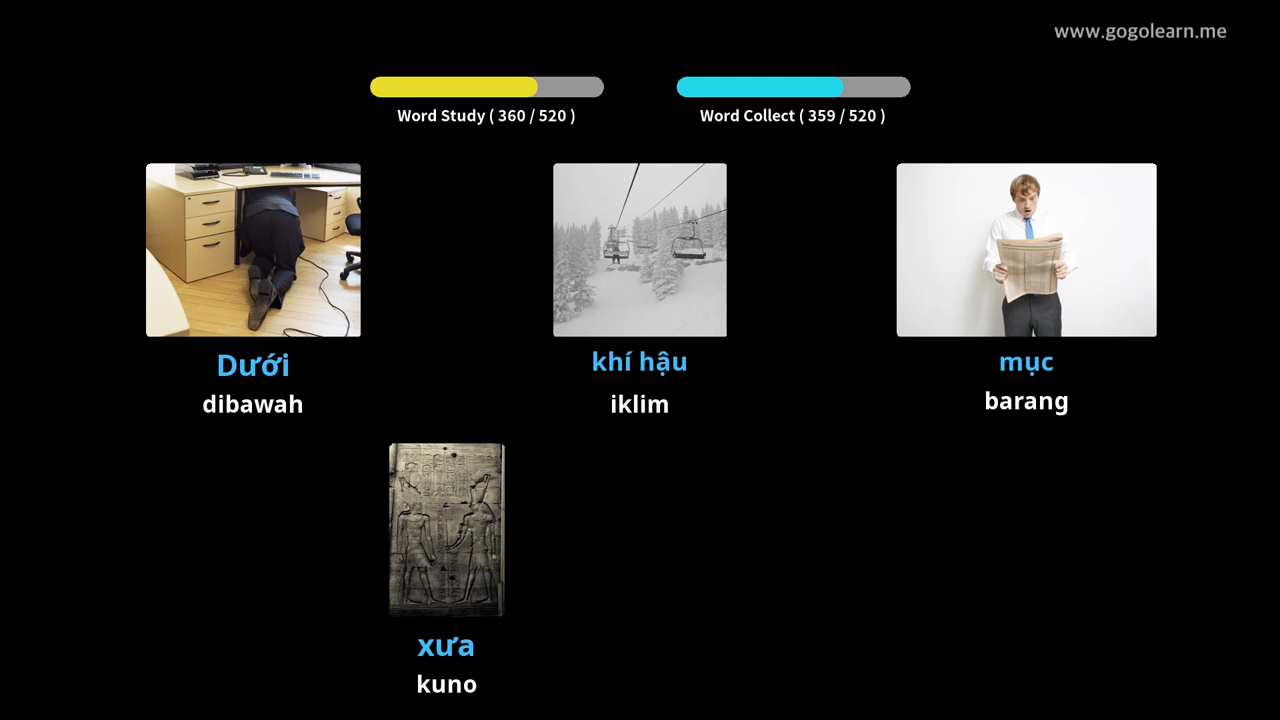 www.gogolearn.me
Word Study ( 360 / 520 )
Word Collect ( 359 / 520 )
Dưới
dibawah
khí hậu
iklim
mục
barang
xưa
kuno